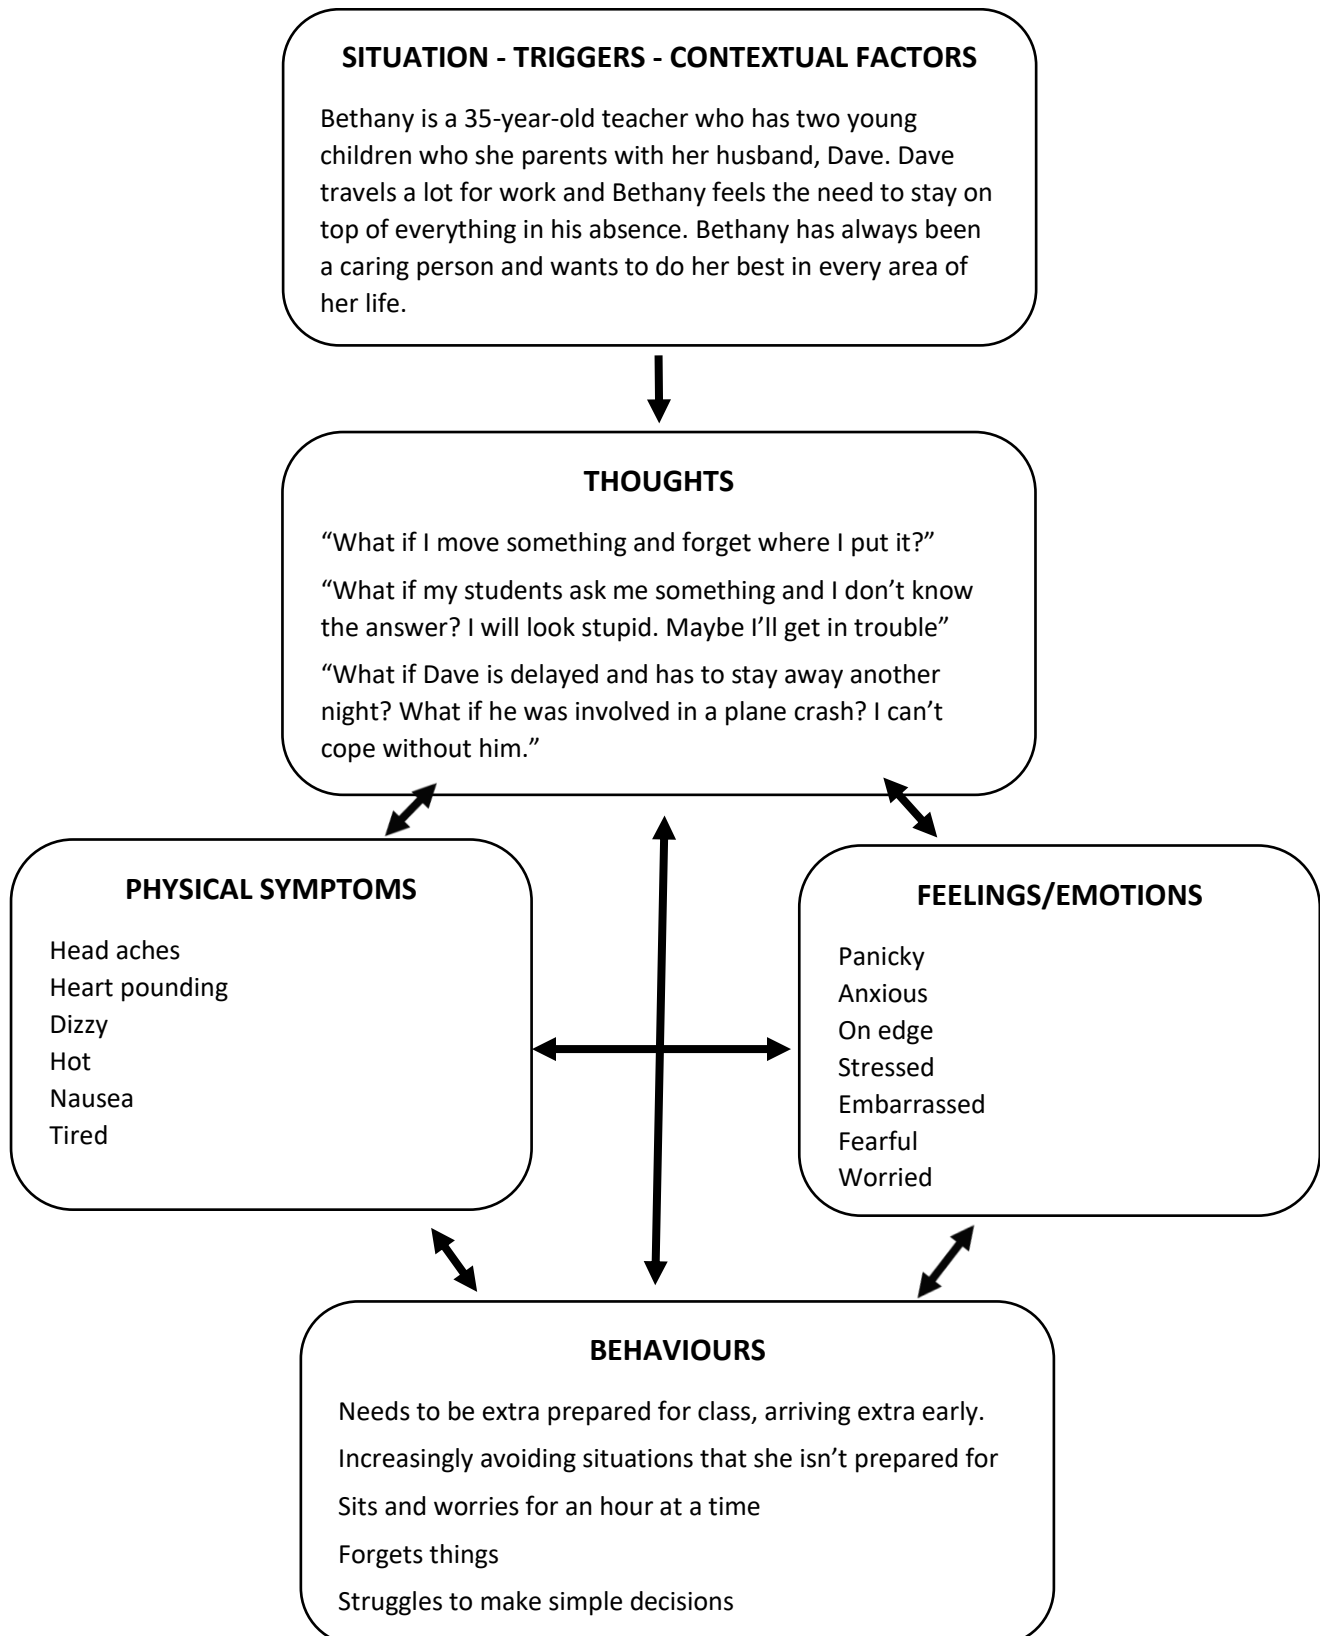 SITUATION - TRIGGERS - CONTEXTUAL FACTORS
Bethany is a 35-year-old teacher who has two young
children who she parents with her husband, Dave. Dave
travels a lot for work and Bethany feels the need to stay on
top of everything in his absence. Bethany has always been
a caring person and wants to do her best in every area of
her life.
THOUGHTS
“What if I move something and forget where I put it?”
“What if my students ask me something and I don’t know
the answer? I will look stupid. Maybe I’ll get in trouble”
“What if Dave is delayed and has to stay away another
night? What if he was involved in a plane crash? I can’t
cope without him.”
PHYSICAL SYMPTOMS
Head aches
Heart pounding
Dizzy
Hot
Nausea
Tired
FEELINGS/EMOTIONS
Panicky
Anxious
On edge
Stressed
Embarrassed
Fearful
Worried
BEHAVIOURS
Needs to be extra prepared for class, arriving extra early.
Increasingly avoiding situations that she isn’t prepared for
Sits and worries for an hour at a time
Forgets things
Struggles to make simple decisions